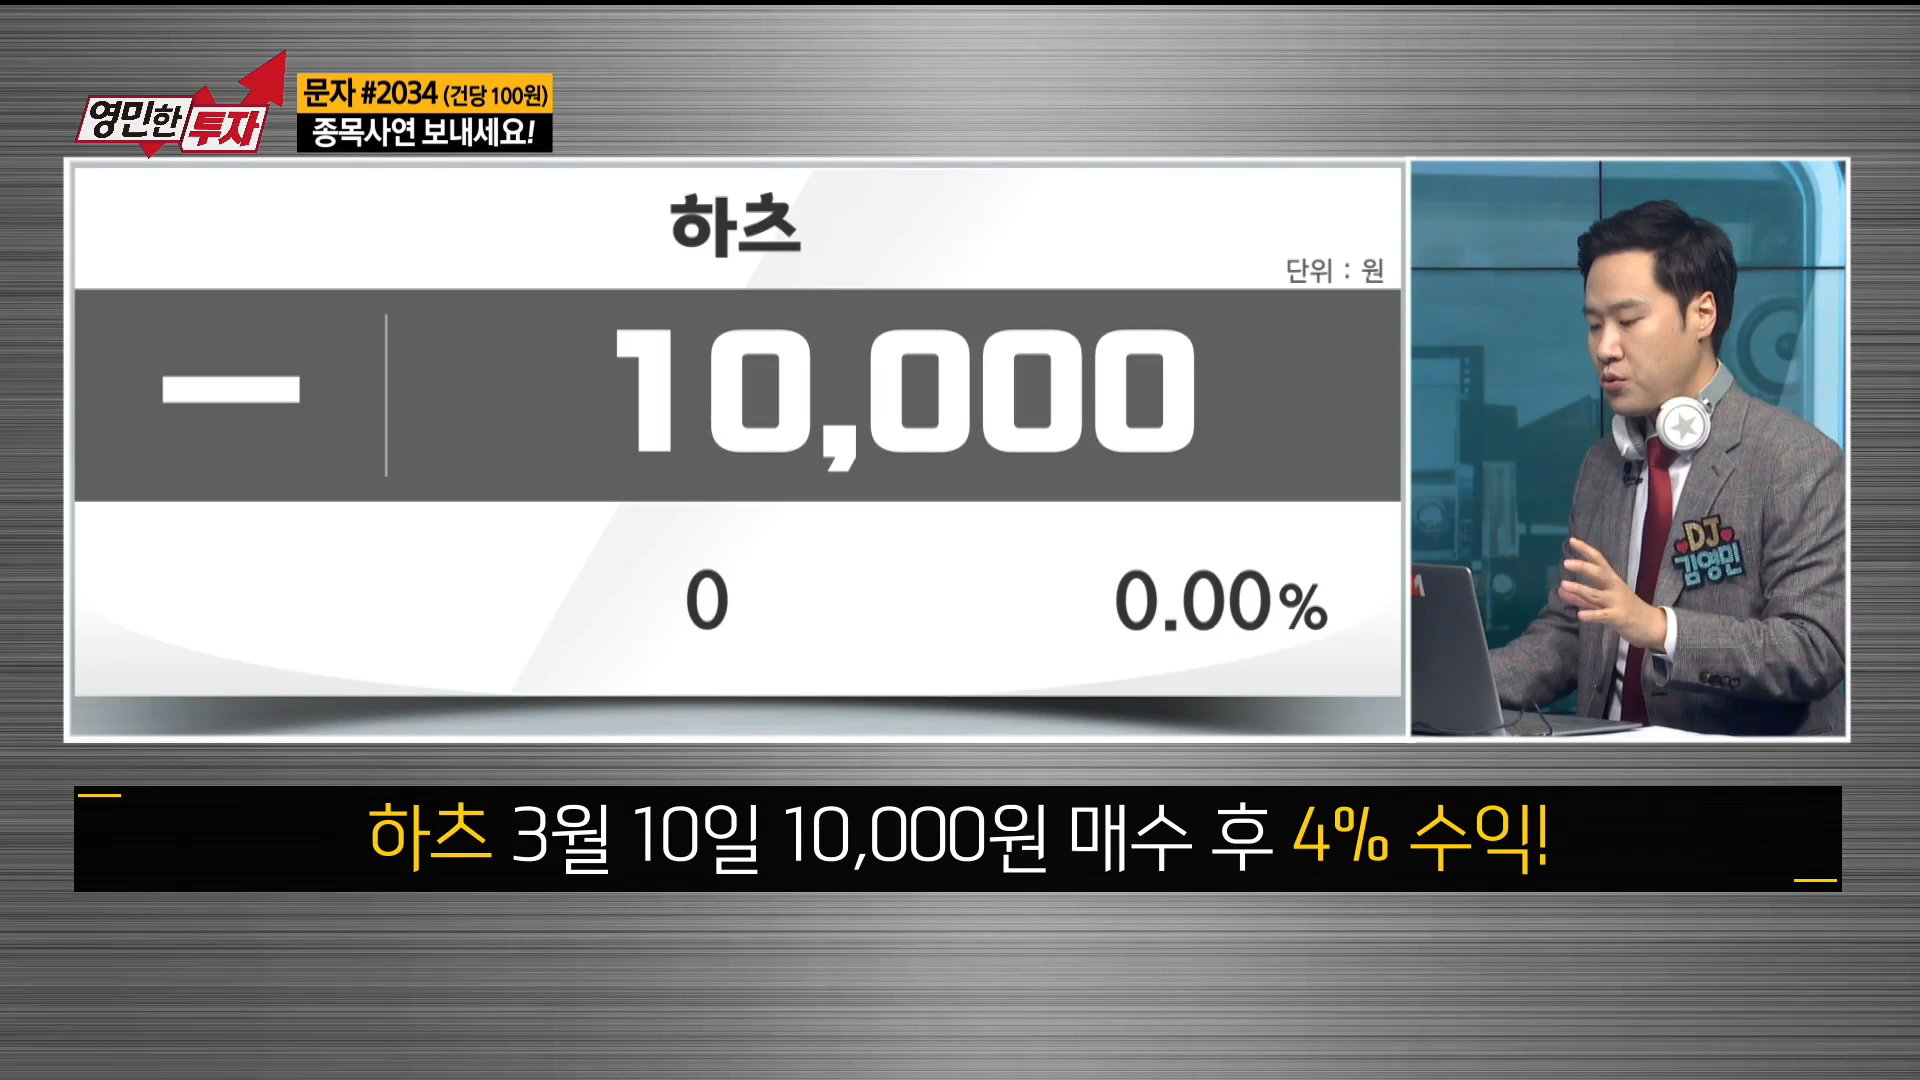 영민한 투자
문자 #2034 (건당 100원)
종목사연 보내세요!
하츠
단위 : 원
10,000
0 0.00%
DJ
김영민
하츠 3월 10일 10,000원 매수 후 4% 수익!